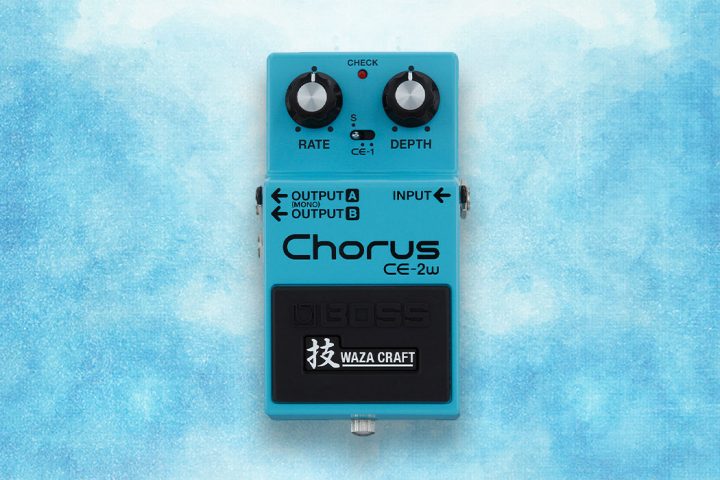 CHECK
S
CE-1
RATE
DEPTH
OUTPUT A
(MONO)
OUTPUT B
INPUT
Chorus
CE-2w
BOSS
技 WAZA CRAFT